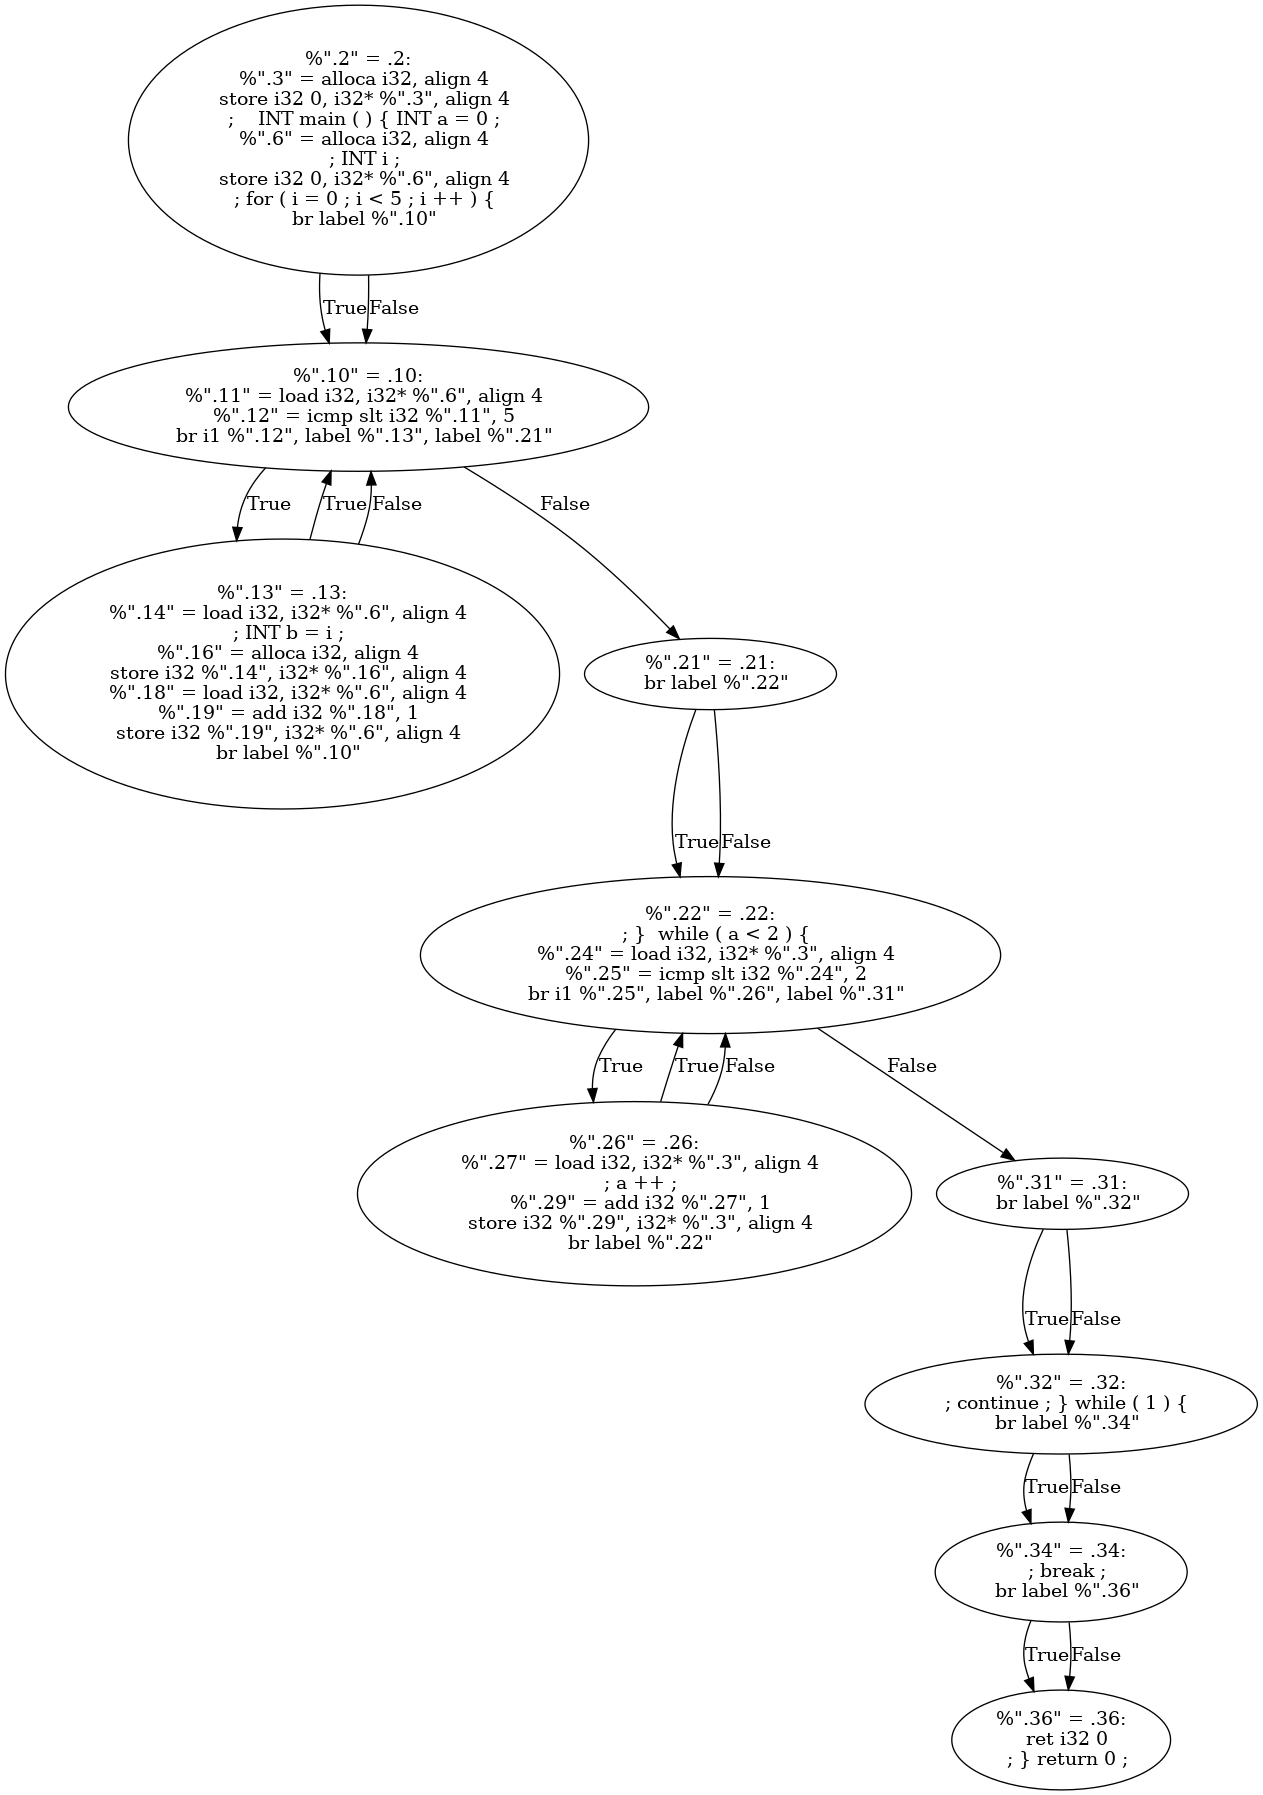 %".2" = .2:
%".3" = alloca i32, align 4
store i32 0, i32* %".3", align 4
;    INT main ( ) { INT a = 0 ;
%".6" = alloca i32, align 4
; INT i ;
store i32 0, i32* %".6", align 4
; for ( i = 0 ; i < 5 ; i ++ ) {
br label %".10"
True
False
%".10" = .10:
%".11" = load i32, i32* %".6", align 4
%".12" = icmp slt i32 %".11", 5
br i1 %".12", label %".13", label %".21"
True
True
False
False
%".13" = .13:
%".14" = load i32, i32* %".6", align 4
; INT b = i ;
%".16" = alloca i32, align 4
store i32 %".14", i32* %".16", align 4
%".18" = load i32, i32* %".6", align 4
%".19" = add i32 %".18", 1
store i32 %".19", i32* %".6", align 4
br label %".10"
%".21" = .21:
br label %".22"
True
False
%".22" = .22:
; }  while ( a < 2 ) {
%".24" = load i32, i32* %".3", align 4
%".25" = icmp slt i32 %".24", 2
br i1 %".25", label %".26", label %".31"
True
True
False
False
%".26" = .26:
%".27" = load i32, i32* %".3", align 4
; a ++ ;
%".29" = add i32 %".27", 1
store i32 %".29", i32* %".3", align 4
br label %".22"
%".31" = .31:
br label %".32"
True
False
%".32" = .32:
; continue ; } while ( 1 ) {
br label %".34"
True
False
%".34" = .34:
; break ;
br label %".36"
True
False
%".36" = .36:
ret i32 0
; } return 0 ;